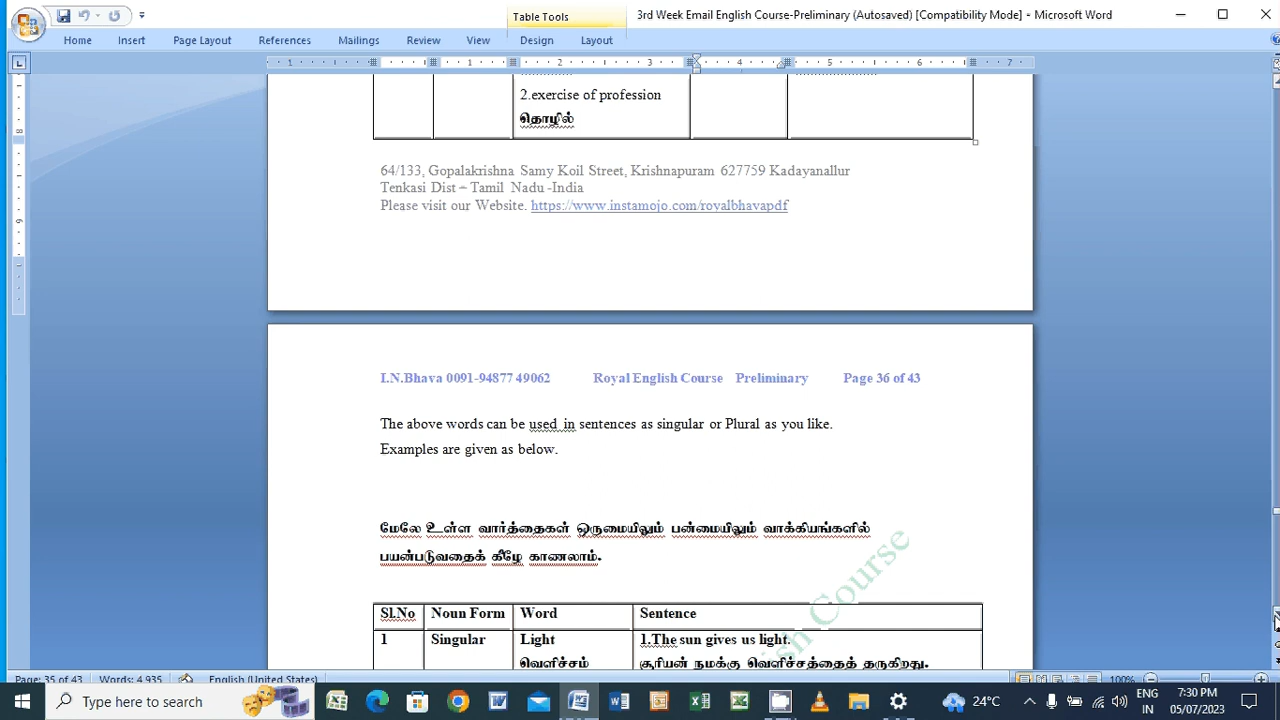 Table Tools
3rd Week Email English Course-Preliminary (Autosaved) [Compatibility Mode] - Microsoft Word
Home Insert Page Layout References Mailings Review View Design Layout
2.exercise of profession
தொழில்
64/133, Gopalakrishna Samy Koil Street, Krishnapuram 627759 Kadayanallur
Tenkasi Dist – Tamil Nadu -India
Please visit our Website. https://www.instamojo.com/royalbhavapdf
I.N.Bhava 0091-94877 49062 Royal English Course Preliminary Page 36 of 43
The above words can be used in sentences as singular or Plural as you like.
Examples are given as below.
மேலே உள்ள வார்த்தைகள் ஒருமையிலும் பன்மையிலும் வாக்கியங்களில்
பயன்படுவதைக் கீழே காணலாம்.
Sl.No Noun Form Word Sentence
1 Singular Light 1.The sun gives us light.
வெளிச்சம் சூரியன் நமக்கு வெளிச்சத்தைத் தருகிறது.
Course
Page: 35 of 43 Words: 4,935 English (United States) 100%
Type here to search
24°C
ENG
IN
7:30 PM
05/07/2023